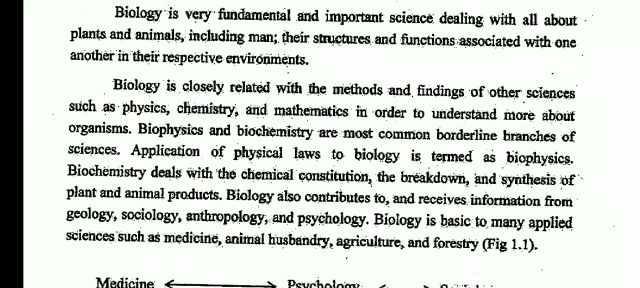 Biology is very fundamental and important science dealing with all about
plants and animals, including man; their structures and functions associated with one
another in their respective environments.
Biology is closely related with the methods and findings of other sciences
such as physics, chemistry, and mathematics in order to understand more about
organisms. Biophysics and biochemistry are most common borderline branches of
sciences. Application of physical laws to biology is termed as biophysics.
Biochemistry deals with the chemical constitution, the breakdown, and synthesis of
plant and animal products. Biology also contributes to, and receives information from
geology, sociology, anthropology, and psychology. Biology is basic to many applied
sciences such as medicine, animal husbandry, agriculture, and forestry (Fig 1.1).
Medicine Psychology